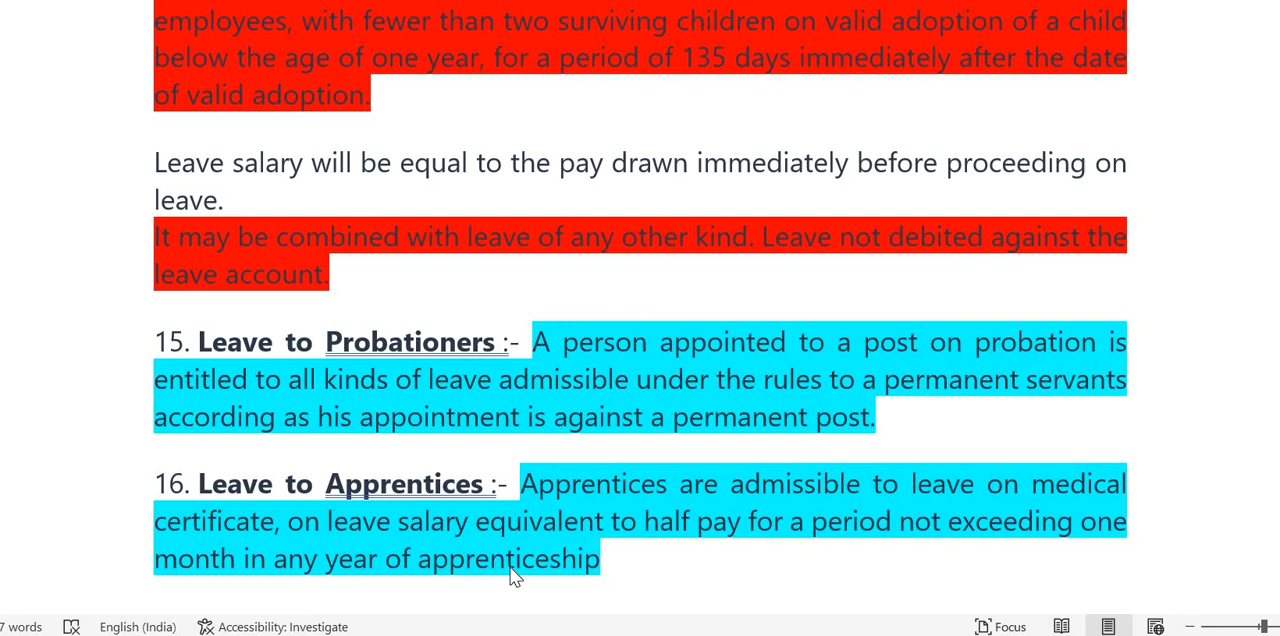 employees, with fewer than two surviving children on valid adoption of a child
below the age of one year, for a period of 135 days immediately after the date
of valid adoption.
Leave salary will be equal to the pay drawn immediately before proceeding on
leave.
It may be combined with leave of any other kind. Leave not debited against the
leave account.
15. Leave to Probationers :- A person appointed to a post on probation is
entitled to all kinds of leave admissible under the rules to a permanent servants
according as his appointment is against a permanent post.
16. Leave to Apprentices :- Apprentices are admissible to leave on medical
certificate, on leave salary equivalent to half pay for a period not exceeding one
month in any year of apprenticeship
7 words English (India) Accessibility: Investigate Focus